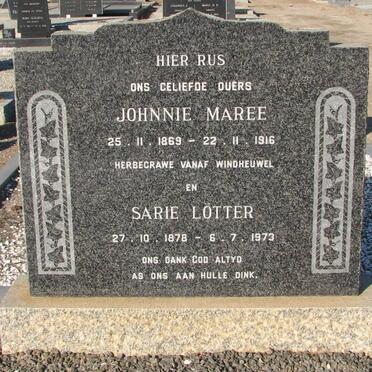 HIER RUS
ONS GELIEFDE OUERS
JOHNNIE MAREE
25 . 11 . 1869 – 22 . 11 . 1916
HERBEGRAWE VANAF WINDHEUWEL
EN
SARIE LÖTTER
27 . 10 . 1878 – 6 . 7 . 1973
ONS DANK GOD ALTYD
AS ONS AAN HULLE DINK.